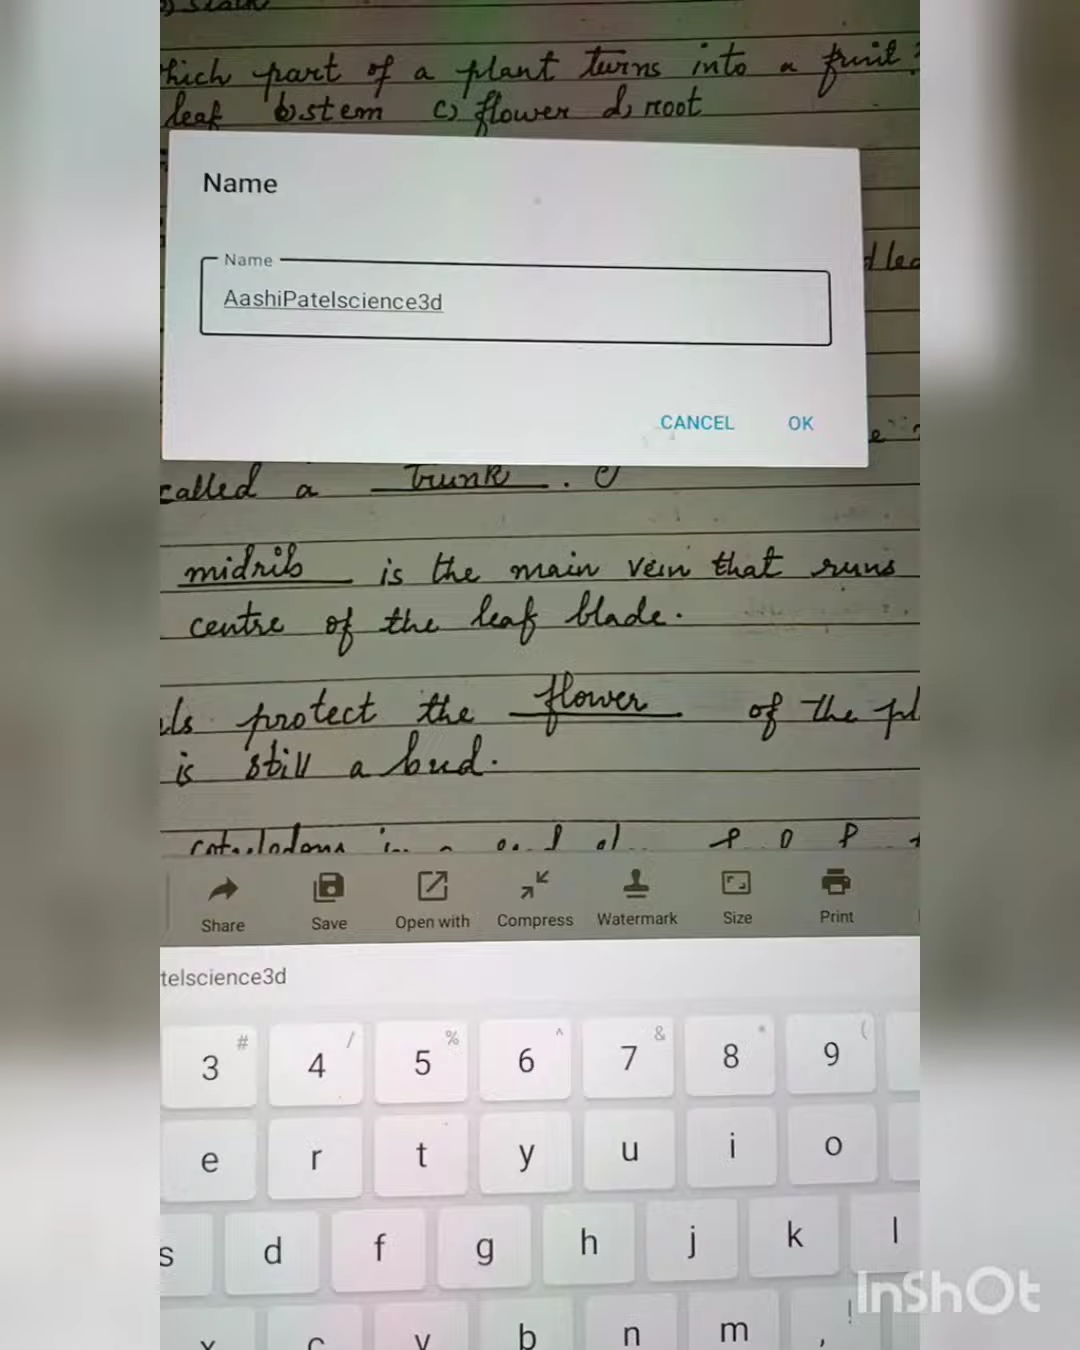 which part of a plant turns into a fruit?
leaf b) stem c) flower d) root
Name
Name
AashiPatelscience3d
CANCEL OK
called a trunk.
midrib is the main vein that runs
centre of the leaf blade.
protect the flower of the pl
is still a bud.
Share Save Open with Compress Watermark Size Print
telscience3d
# / % ^ & * (
3 4 5 6 7 8 9
e r t y u i o
s d f g h j k l
x c v b n m , !
InShOt